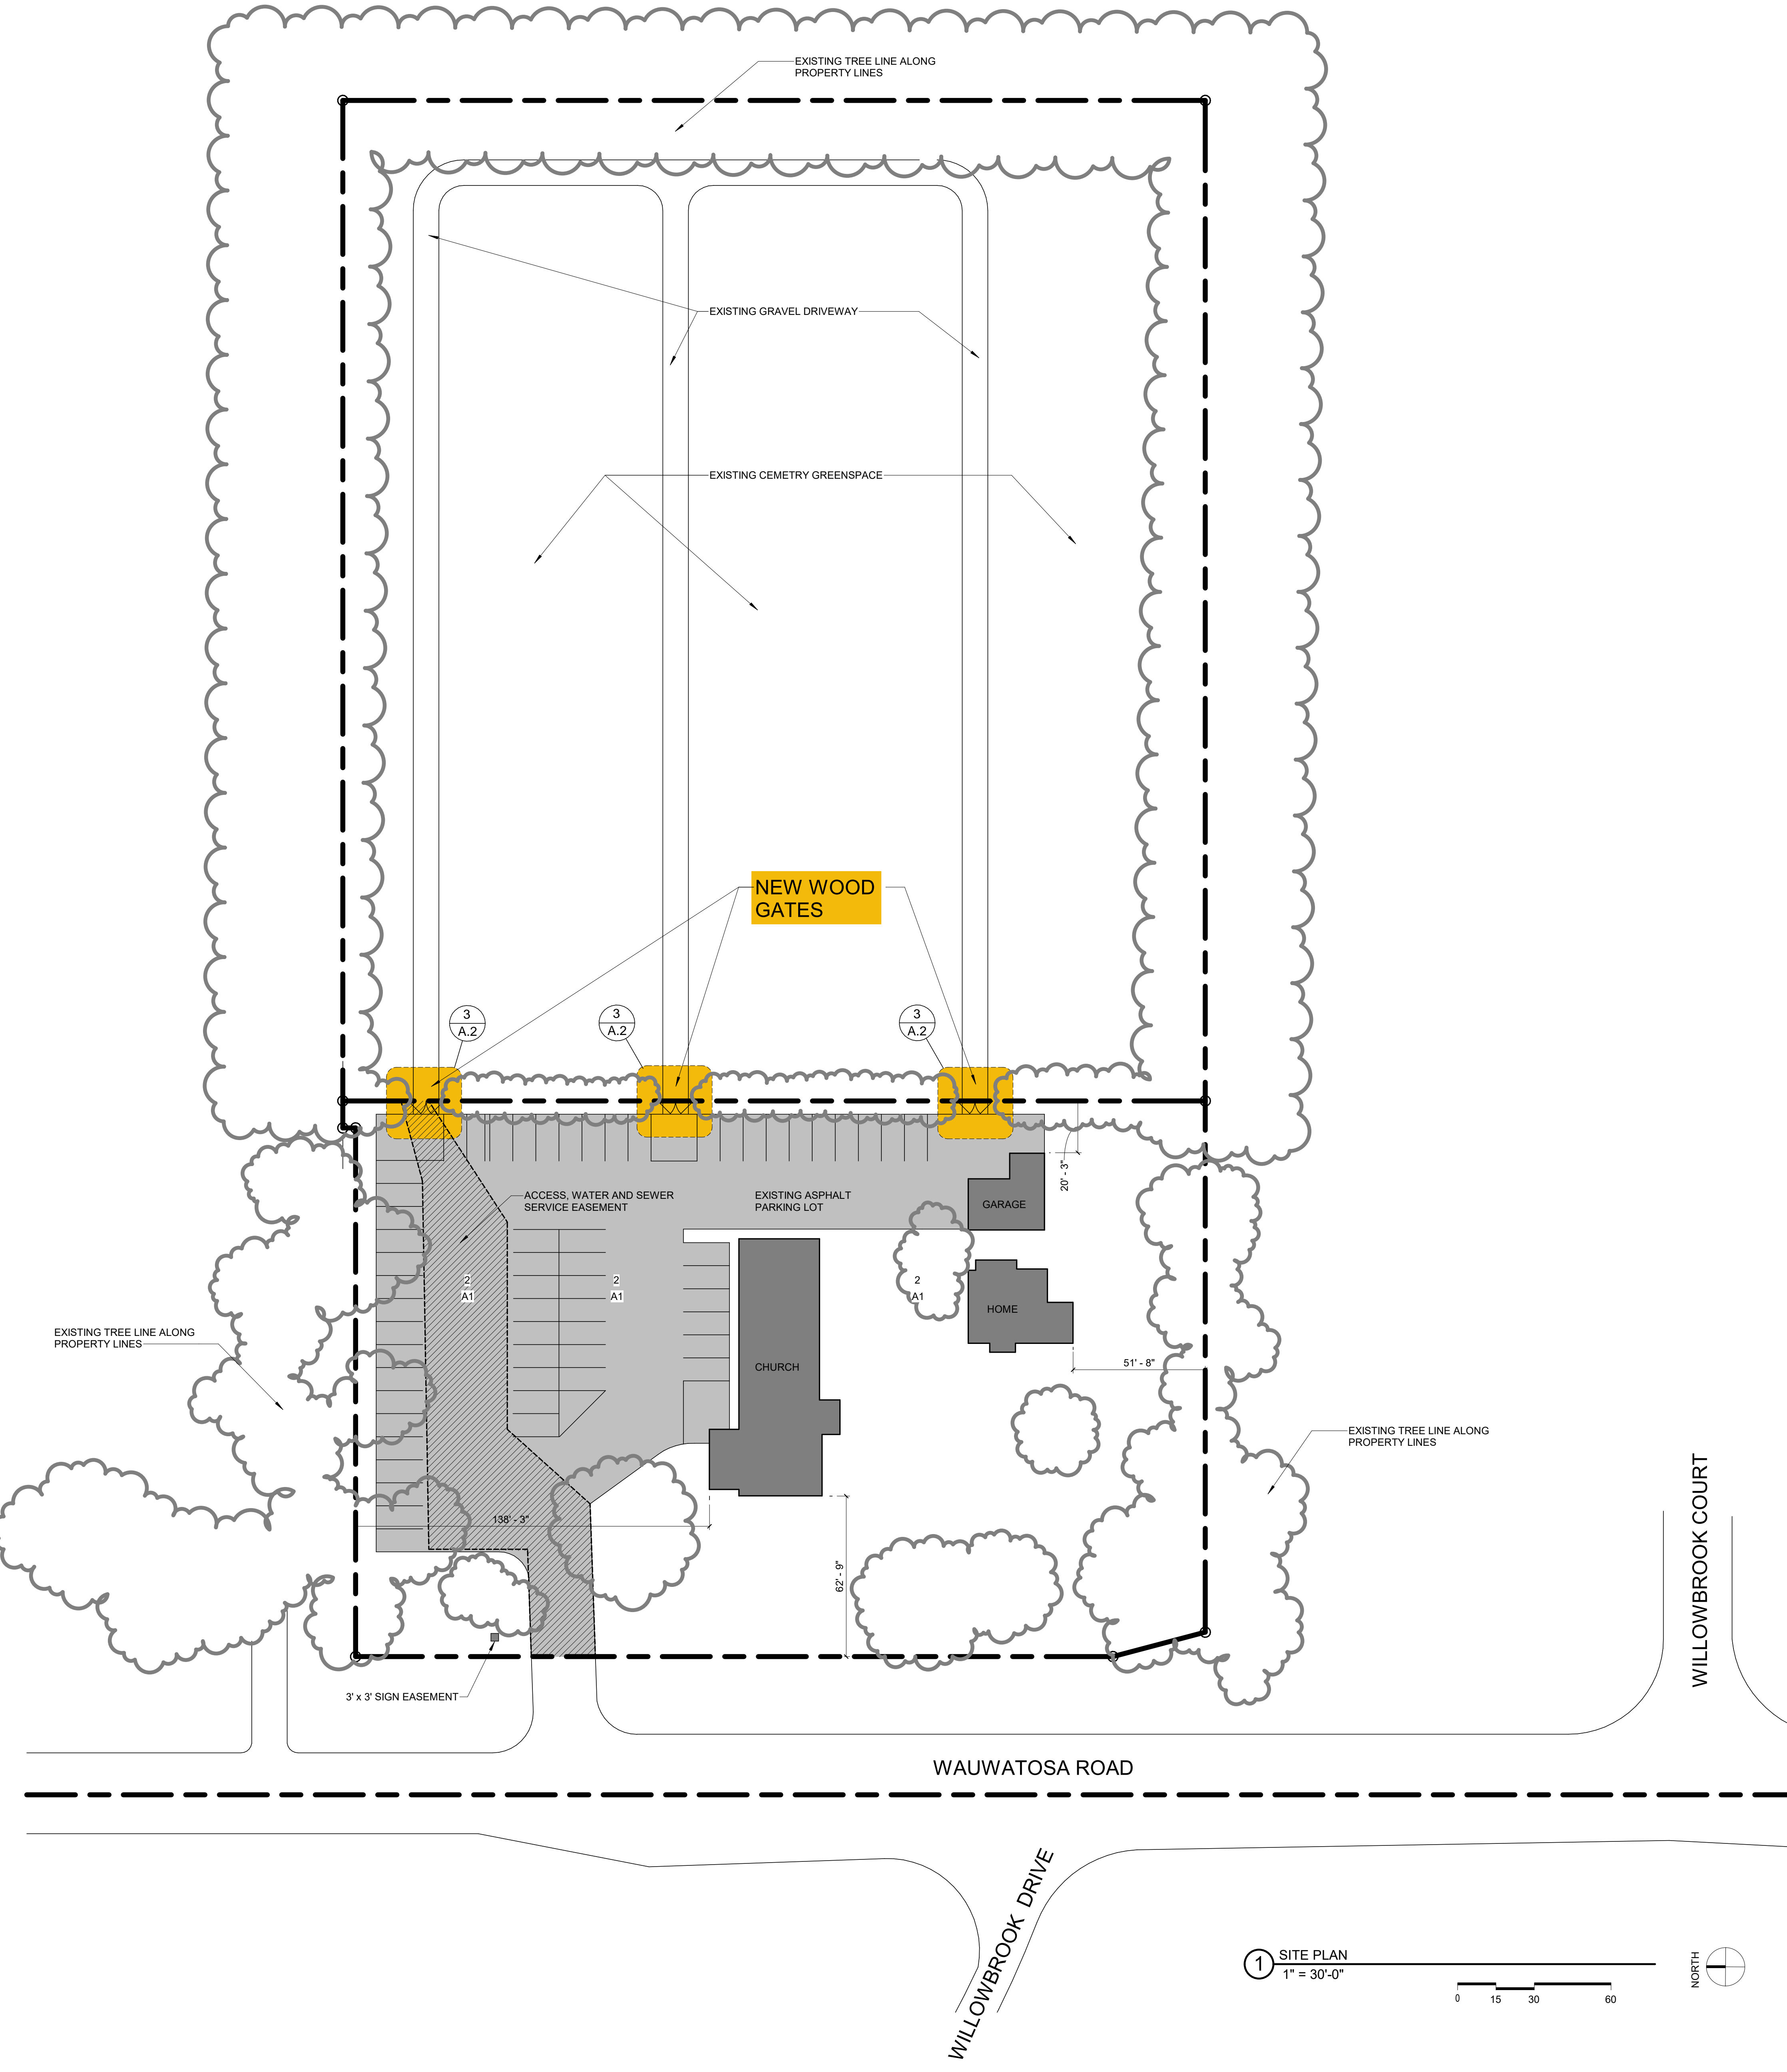 EXISTING TREE LINE ALONG
PROPERTY LINES
EXISTING GRAVEL DRIVEWAY
EXISTING CEMETRY GREENSPACE
NEW WOOD
GATES
3
A.2
3
A.2
3
A.2
20' - 3"
ACCESS, WATER AND SEWER
SERVICE EASEMENT
EXISTING ASPHALT
PARKING LOT
GARAGE
2
A1
2
A1
2
A1
HOME
EXISTING TREE LINE ALONG
PROPERTY LINES
CHURCH
51' - 8"
EXISTING TREE LINE ALONG
PROPERTY LINES
138' - 3"
62' - 9"
WILLOWBROOK COURT
3' x 3' SIGN EASEMENT
WAUWATOSA ROAD
WILLOWBROOK DRIVE
1
SITE PLAN
1" = 30'-0"
0 15 30 60
NORTH